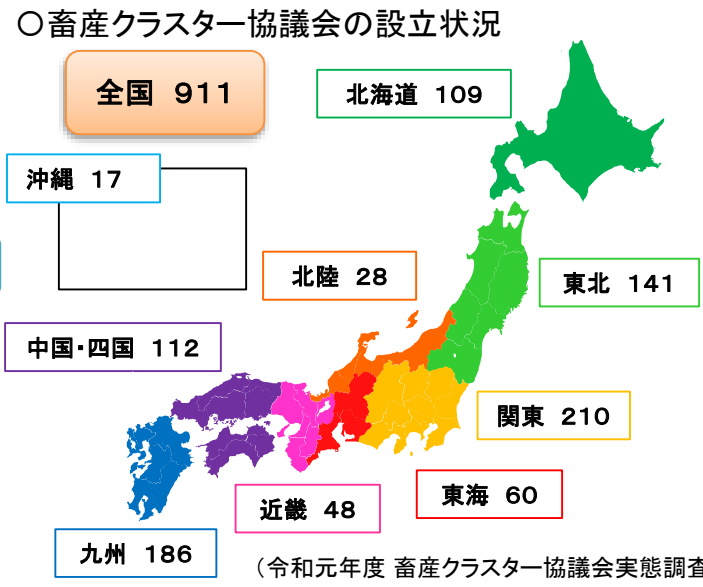 〇畜産クラスター協議会の設立状況
全国 911
北海道 109
沖縄 17
北陸 28
東北 141
中国・四国 112
関東 210
東海 60
近畿 48
九州 186
（令和元年度 畜産クラスター協議会実態調査